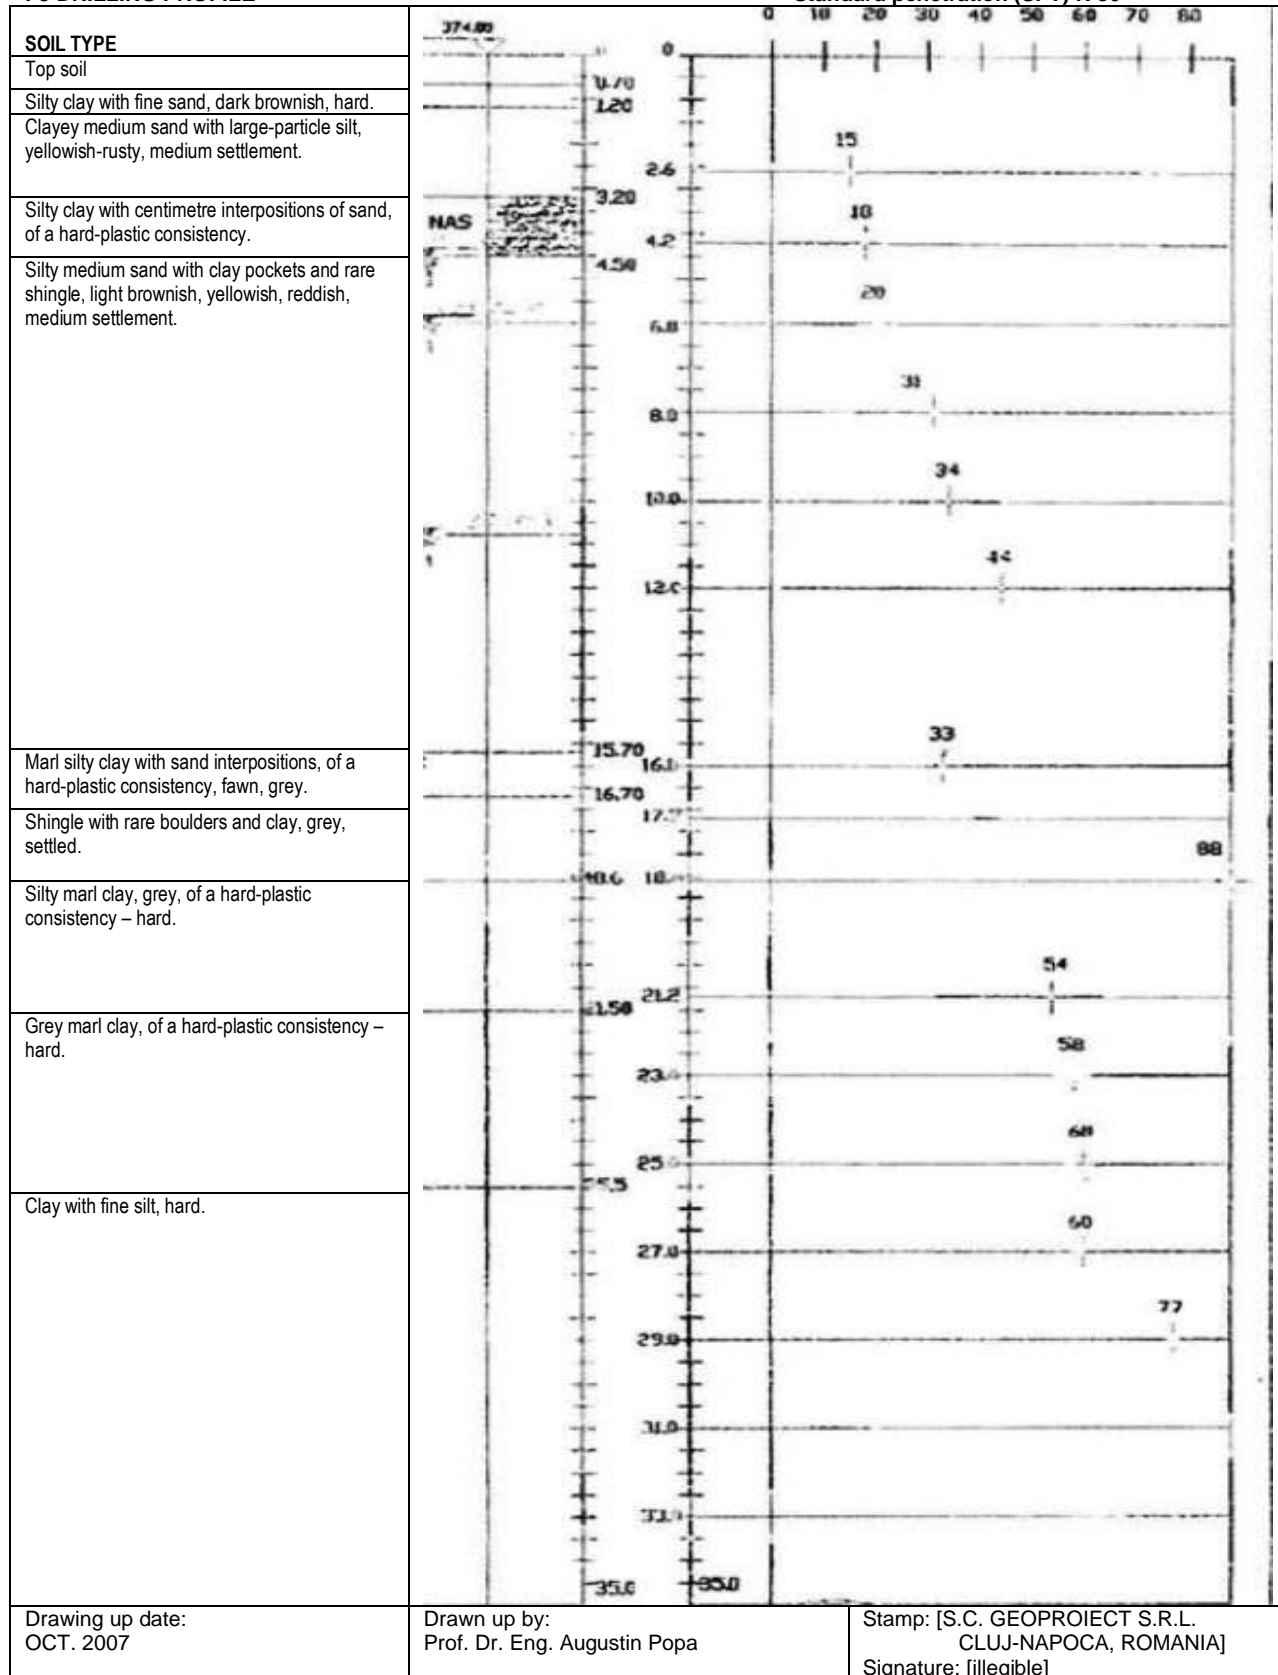 SOIL TYPE
Top soil
Silty clay with fine sand, dark brownish, hard.
Clayey medium sand with large-particle silt,
yellowish-rusty, medium settlement.
Silty clay with centimetre interpositions of sand,
of a hard-plastic consistency.
Silty medium sand with clay pockets and rare
shingle, light brownish, yellowish, reddish,
medium settlement.
Marl silty clay with sand interpositions, of a
hard-plastic consistency, fawn, grey.
Shingle with rare boulders and clay, grey,
settled.
Silty marl clay, grey, of a hard-plastic
consistency – hard.
Grey marl clay, of a hard-plastic consistency –
hard.
Clay with fine silt, hard.
374.00
0.70
1.20
3.20
NAS
4.50
15.70
16.70
21.50
35.0
0 10 20 30 40 50 60 70 80
0
15
2.6
18
4.2
20
31
8.0
34
10.0
44
12.0
33
16.0
88
54
21.2
58
60
60
27.0
77
29.0
31.0
35.0
Drawing up date:
OCT. 2007
Drawn up by:
Prof. Dr. Eng. Augustin Popa
Stamp: [S.C. GEOPROIECT S.R.L.
CLUJ-NAPOCA, ROMANIA]
Signature: [illegible]